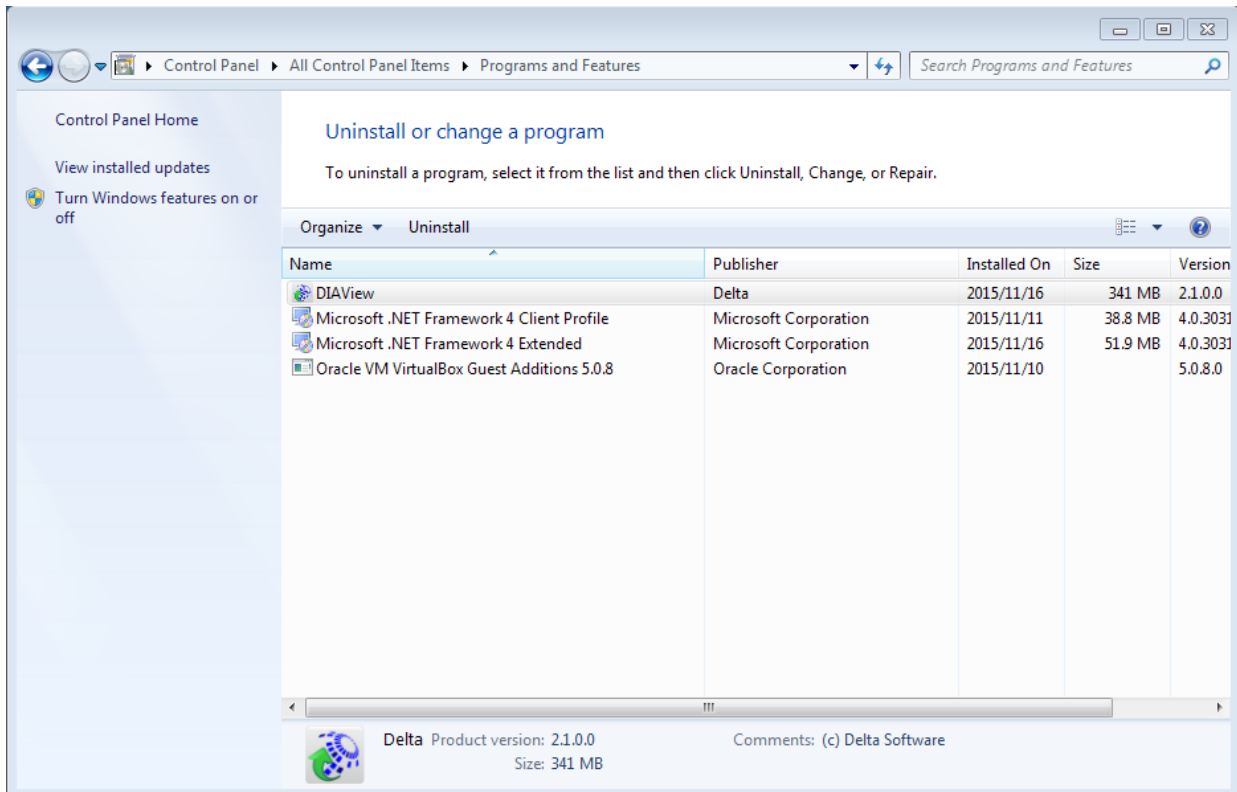 Control Panel All Control Panel Items Programs and Features Search Programs and Features
Control Panel Home
View installed updates
Turn Windows features on or
off
Uninstall or change a program
To uninstall a program, select it from the list and then click Uninstall, Change, or Repair.
Organize Uninstall
Name Publisher Installed On Size Version
DIAView Delta 2015/11/16 341 MB 2.1.0.0
Microsoft .NET Framework 4 Client Profile Microsoft Corporation 2015/11/11 38.8 MB 4.0.3031
Microsoft .NET Framework 4 Extended Microsoft Corporation 2015/11/16 51.9 MB 4.0.3031
Oracle VM VirtualBox Guest Additions 5.0.8 Oracle Corporation 2015/11/10 5.0.8.0
Delta Product version: 2.1.0.0 Comments: (c) Delta Software
Size: 341 MB